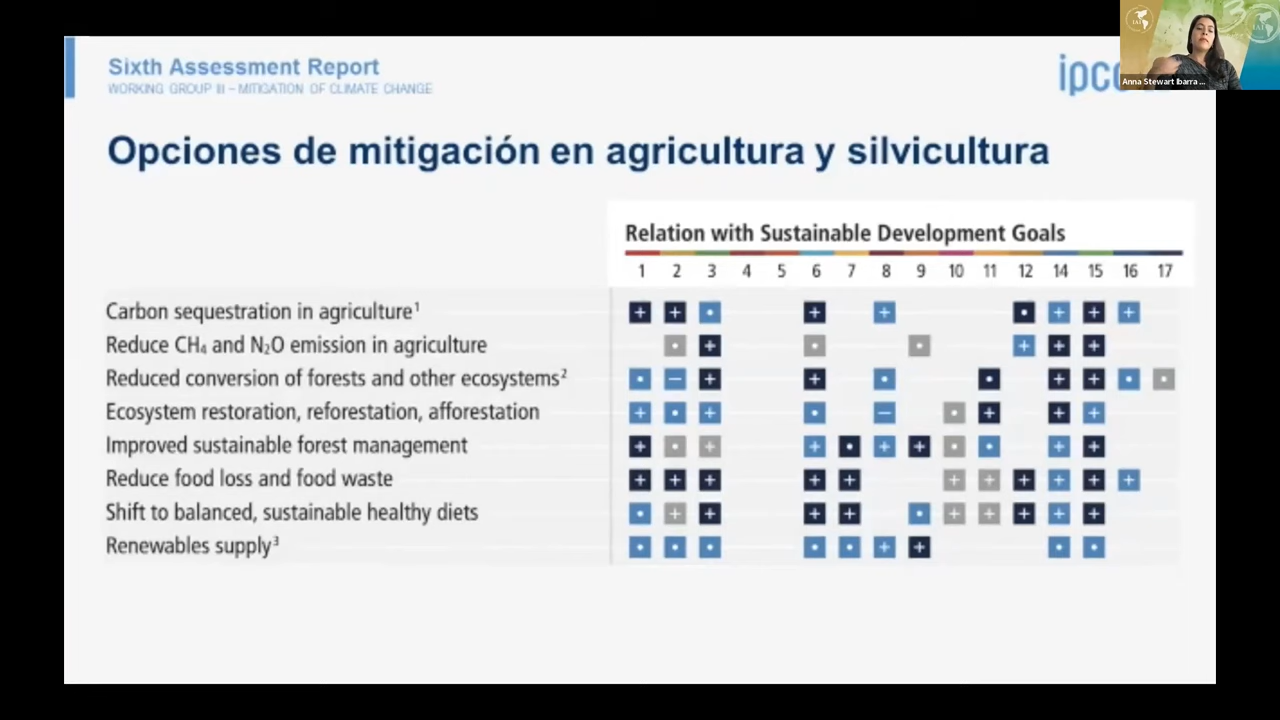 Sixth Assessment Report
WORKING GROUP III – MITIGATION OF CLIMATE CHANGE
ipcc
IAI
IAI
Anna Stewart Ibarra ...
Opciones de mitigación en agricultura y silvicultura
Relation with Sustainable Development Goals
1 2 3 4 5 6 7 8 9 10 11 12 14 15 16 17
Carbon sequestration in agriculture¹ + + • + + • + + +
Reduce CH₄ and N₂O emission in agriculture • + • • + + +
Reduced conversion of forests and other ecosystems² • – + + • • + + • •
Ecosystem restoration, reforestation, afforestation + • + • – • + + +
Improved sustainable forest management + • + + • + + • • + +
Reduce food loss and food waste + + + + + + + + + + +
Shift to balanced, sustainable healthy diets • + + + + • + + + + +
Renewables supply³ • • • • • + + • •